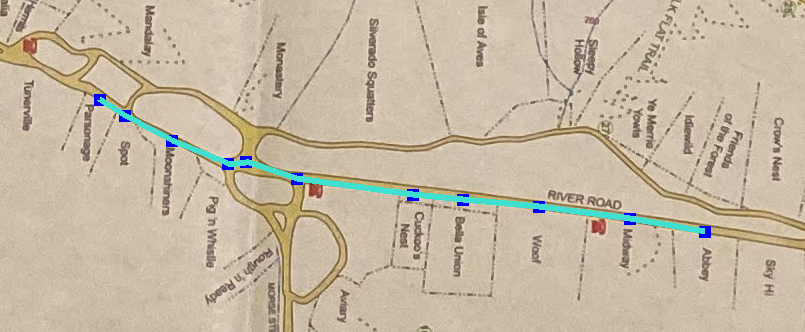 Mandalay
Monastery
Silverado Squatters
Isle of Aves
Sleepy
Hollow
K FLAT TRAIL
Ye Merrie
Yowls
Idlewild
Friends
of the Forest
Crow's Nest
Tunerville
Parsonage
Spot
Moonshiners
Pig 'n Whistle
Rough 'n Ready
MORSE ST
Aviary
Cuckoo's
Nest
Bella Union
Woof
RIVER ROAD
Midway
Abbey
Sky Hi